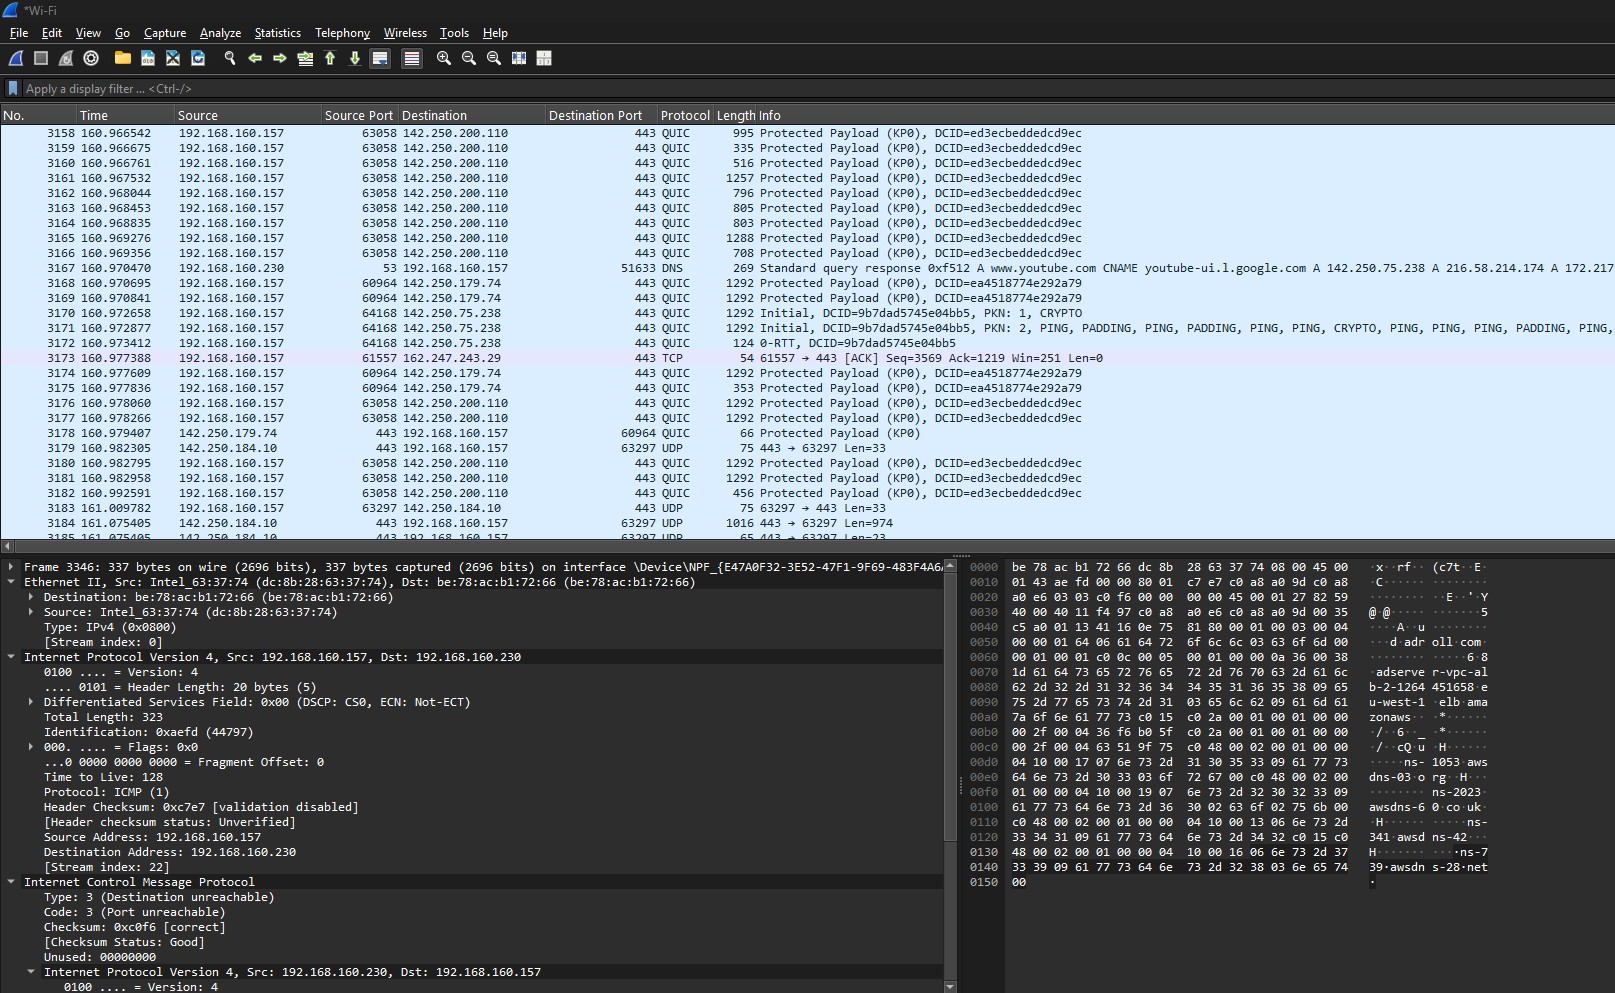 *Wi-Fi
File Edit View Go Capture Analyze Statistics Telephony Wireless Tools Help
Apply a display filter ... <Ctrl-/>
No. Time Source Source Port Destination Destination Port Protocol Length Info
3158 160.966542 192.168.160.157 63058 142.250.200.110 443 QUIC 995 Protected Payload (KP0), DCID=ed3ecbeddedcd9ec
3159 160.966675 192.168.160.157 63058 142.250.200.110 443 QUIC 335 Protected Payload (KP0), DCID=ed3ecbeddedcd9ec
3160 160.966761 192.168.160.157 63058 142.250.200.110 443 QUIC 516 Protected Payload (KP0), DCID=ed3ecbeddedcd9ec
3161 160.967532 192.168.160.157 63058 142.250.200.110 443 QUIC 1257 Protected Payload (KP0), DCID=ed3ecbeddedcd9ec
3162 160.968044 192.168.160.157 63058 142.250.200.110 443 QUIC 796 Protected Payload (KP0), DCID=ed3ecbeddedcd9ec
3163 160.968453 192.168.160.157 63058 142.250.200.110 443 QUIC 805 Protected Payload (KP0), DCID=ed3ecbeddedcd9ec
3164 160.968835 192.168.160.157 63058 142.250.200.110 443 QUIC 803 Protected Payload (KP0), DCID=ed3ecbeddedcd9ec
3165 160.969276 192.168.160.157 63058 142.250.200.110 443 QUIC 1288 Protected Payload (KP0), DCID=ed3ecbeddedcd9ec
3166 160.969356 192.168.160.157 63058 142.250.200.110 443 QUIC 708 Protected Payload (KP0), DCID=ed3ecbeddedcd9ec
3167 160.970470 192.168.160.230 53 192.168.160.157 51633 DNS 269 Standard query response 0xf512 A www.youtube.com CNAME youtube-ui.l.google.com A 142.250.75.238 A 216.58.214.174 A 172.217
3168 160.970695 192.168.160.157 60964 142.250.179.74 443 QUIC 1292 Protected Payload (KP0), DCID=ea4518774e292a79
3169 160.970841 192.168.160.157 60964 142.250.179.74 443 QUIC 1292 Protected Payload (KP0), DCID=ea4518774e292a79
3170 160.972658 192.168.160.157 64168 142.250.75.238 443 QUIC 1292 Initial, DCID=9b7dad5745e04bb5, PKN: 1, CRYPTO
3171 160.972877 192.168.160.157 64168 142.250.75.238 443 QUIC 1292 Initial, DCID=9b7dad5745e04bb5, PKN: 2, PING, PADDING, PING, PADDING, PING, PING, CRYPTO, PING, PING, PING, PADDING, PING,
3172 160.973412 192.168.160.157 64168 142.250.75.238 443 QUIC 124 0-RTT, DCID=9b7dad5745e04bb5
3173 160.977388 192.168.160.157 61557 162.247.243.29 443 TCP 54 61557 → 443 [ACK] Seq=3569 Ack=1219 Win=251 Len=0
3174 160.977609 192.168.160.157 60964 142.250.179.74 443 QUIC 1292 Protected Payload (KP0), DCID=ea4518774e292a79
3175 160.977836 192.168.160.157 60964 142.250.179.74 443 QUIC 353 Protected Payload (KP0), DCID=ea4518774e292a79
3176 160.978060 192.168.160.157 63058 142.250.200.110 443 QUIC 1292 Protected Payload (KP0), DCID=ed3ecbeddedcd9ec
3177 160.978266 192.168.160.157 63058 142.250.200.110 443 QUIC 1292 Protected Payload (KP0), DCID=ed3ecbeddedcd9ec
3178 160.979407 142.250.179.74 443 192.168.160.157 60964 QUIC 66 Protected Payload (KP0)
3179 160.982305 142.250.184.10 443 192.168.160.157 63297 UDP 75 443 → 63297 Len=33
3180 160.982795 192.168.160.157 63058 142.250.200.110 443 QUIC 1292 Protected Payload (KP0), DCID=ed3ecbeddedcd9ec
3181 160.982958 192.168.160.157 63058 142.250.200.110 443 QUIC 1292 Protected Payload (KP0), DCID=ed3ecbeddedcd9ec
3182 160.992591 192.168.160.157 63058 142.250.200.110 443 QUIC 456 Protected Payload (KP0), DCID=ed3ecbeddedcd9ec
3183 161.009782 192.168.160.157 63297 142.250.184.10 443 UDP 75 63297 → 443 Len=33
3184 161.075405 142.250.184.10 443 192.168.160.157 63297 UDP 1016 443 → 63297 Len=974
3185 161.075405 142.250.184.10 443 192.168.160.157 63297 UDP 65 443 → 63297 Len=23
Frame 3346: 337 bytes on wire (2696 bits), 337 bytes captured (2696 bits) on interface \Device\NPF_{E47A0F32-3E52-47F1-9F69-483F4A6A
Ethernet II, Src: Intel_63:37:74 (dc:8b:28:63:37:74), Dst: be:78:ac:b1:72:66 (be:78:ac:b1:72:66)
Destination: be:78:ac:b1:72:66 (be:78:ac:b1:72:66)
Source: Intel_63:37:74 (dc:8b:28:63:37:74)
Type: IPv4 (0x0800)
[Stream index: 0]
Internet Protocol Version 4, Src: 192.168.160.157, Dst: 192.168.160.230
0100 .... = Version: 4
.... 0101 = Header Length: 20 bytes (5)
Differentiated Services Field: 0x00 (DSCP: CS0, ECN: Not-ECT)
Total Length: 323
Identification: 0xaefd (44797)
000. .... = Flags: 0x0
...0 0000 0000 0000 = Fragment Offset: 0
Time to Live: 128
Protocol: ICMP (1)
Header Checksum: 0xc7e7 [validation disabled]
[Header checksum status: Unverified]
Source Address: 192.168.160.157
Destination Address: 192.168.160.230
[Stream index: 22]
Internet Control Message Protocol
Type: 3 (Destination unreachable)
Code: 3 (Port unreachable)
Checksum: 0xc0f6 [correct]
[Checksum Status: Good]
Unused: 00000000
Internet Protocol Version 4, Src: 192.168.160.230, Dst: 192.168.160.157
0100 .... = Version: 4
0000 be 78 ac b1 72 66 dc 8b 28 63 37 74 08 00 45 00 ·x··rf·· (c7t··E·
0010 01 43 ae fd 00 00 80 01 c7 e7 c0 a8 a0 9d c0 a8 ·C······ ········
0020 a0 e6 03 03 c0 f6 00 00 00 00 45 00 01 27 82 59 ········ ··E··'·Y
0030 40 00 40 11 f4 97 c0 a8 a0 e6 c0 a8 a0 9d 00 35 @·@····· ·······5
0040 c5 a0 01 13 41 16 0e 75 81 80 00 01 00 03 00 04 ····A··u ········
0050 00 00 01 64 06 61 64 72 6f 6c 6c 03 63 6f 6d 00 ···d·adr oll·com·
0060 00 01 00 01 c0 0c 00 05 00 01 00 00 0a 36 00 38 ········ ·····6·8
0070 1d 61 64 73 65 72 76 65 72 2d 76 70 63 2d 61 6c ·adserve r-vpc-al
0080 62 2d 32 2d 31 32 36 34 34 35 31 36 35 38 09 65 b-2-1264 451658·e
0090 75 2d 77 65 73 74 2d 31 03 65 6c 62 09 61 6d 61 u-west-1 ·elb·ama
00a0 7a 6f 6e 61 77 73 c0 15 c0 2a 00 01 00 01 00 00 zonaws·· ·*······
00b0 00 2f 00 04 36 f6 b0 5f c0 2a 00 01 00 01 00 00 ·/··6··_ ·*······
00c0 00 2f 00 04 63 51 9f 75 c0 48 00 02 00 01 00 00 ·/··cQ·u ·H······
00d0 04 10 00 17 07 6e 73 2d 31 30 35 33 09 61 77 73 ·····ns- 1053·aws
00e0 64 6e 73 2d 30 33 03 6f 72 67 00 c0 48 00 02 00 dns-03·o rg··H···
00f0 01 00 00 04 10 00 19 07 6e 73 2d 32 30 32 33 09 ········ ns-2023·
0100 61 77 73 64 6e 73 2d 36 30 02 63 6f 02 75 6b 00 awsdns-6 0·co·uk·
0110 c0 48 00 02 00 01 00 00 04 10 00 13 06 6e 73 2d ·H······ ·····ns-
0120 33 34 31 09 61 77 73 64 6e 73 2d 34 32 c0 15 c0 341·awsd ns-42···
0130 48 00 02 00 01 00 00 04 10 00 16 06 6e 73 2d 37 H······· ····ns-7
0140 33 39 09 61 77 73 64 6e 73 2d 32 38 03 6e 65 74 39·awsdn s-28·net
0150 00 ·